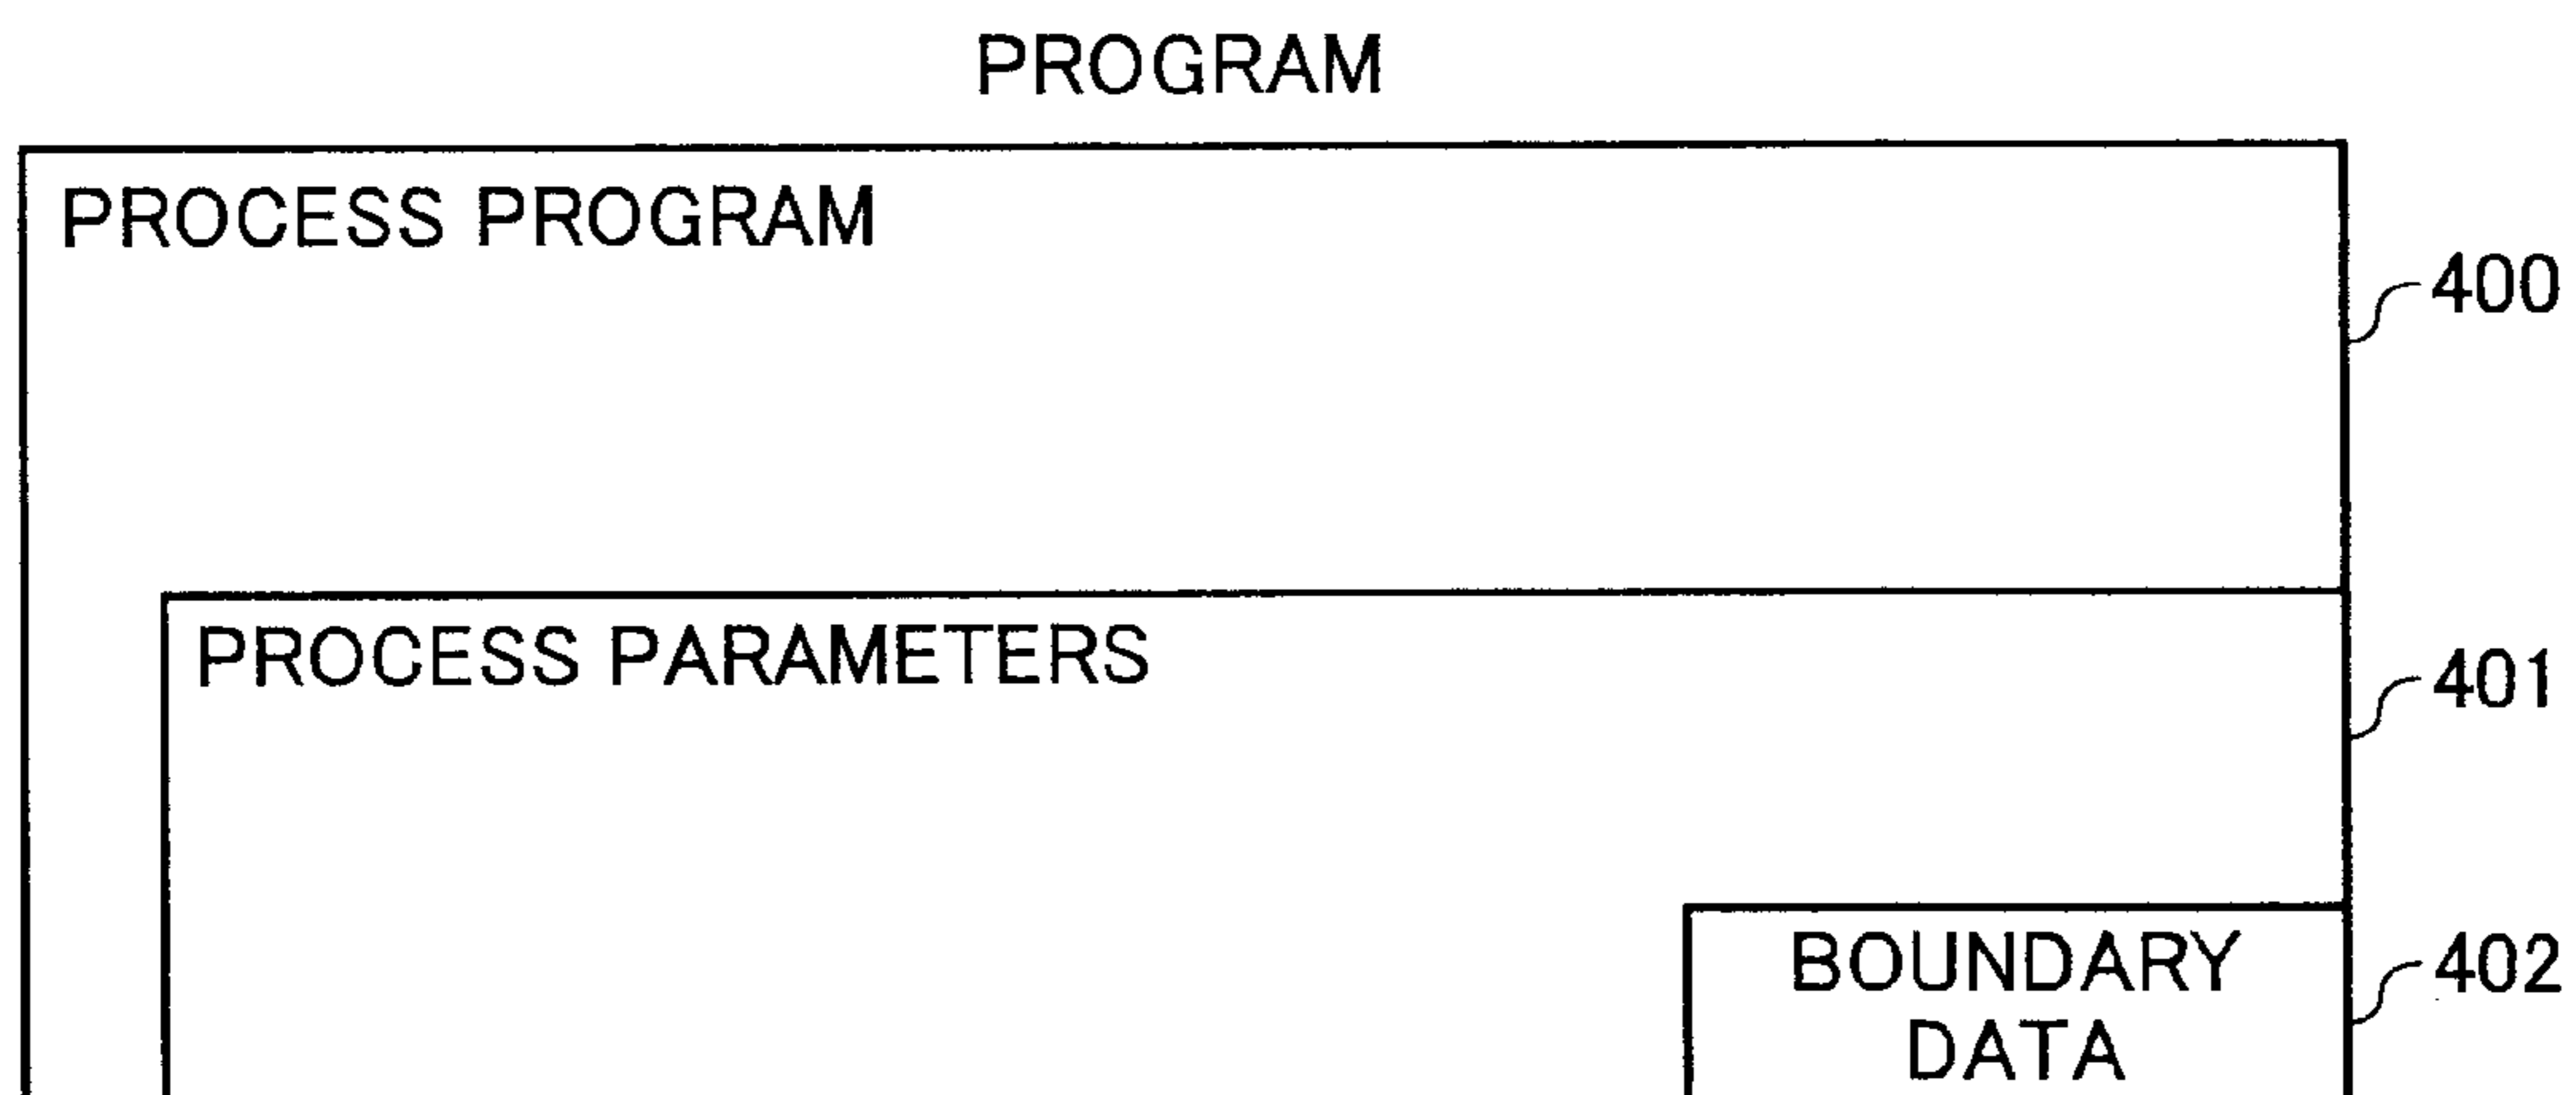 PROGRAM
PROCESS PROGRAM
400
PROCESS PARAMETERS
401
BOUNDARY
DATA
402